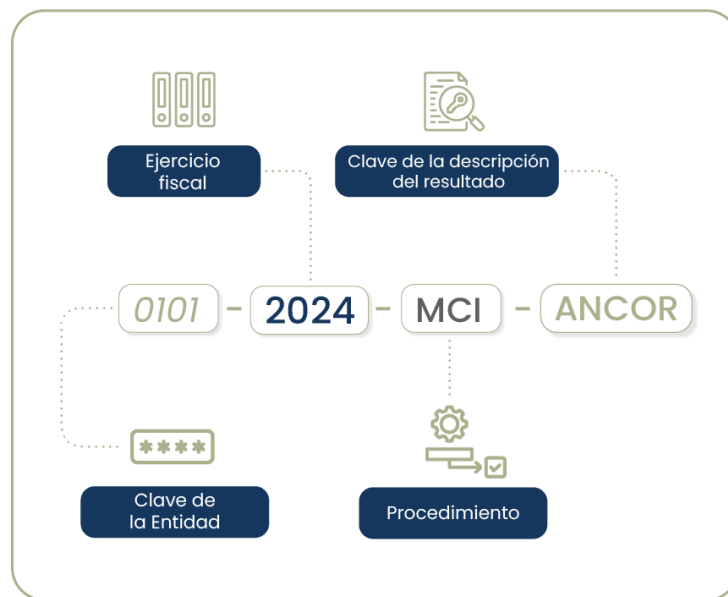 Ejercicio
fiscal
Clave de la descripción
del resultado
0101 - 2024 - MCI - ANCOR
****
Clave de
la Entidad
Procedimiento